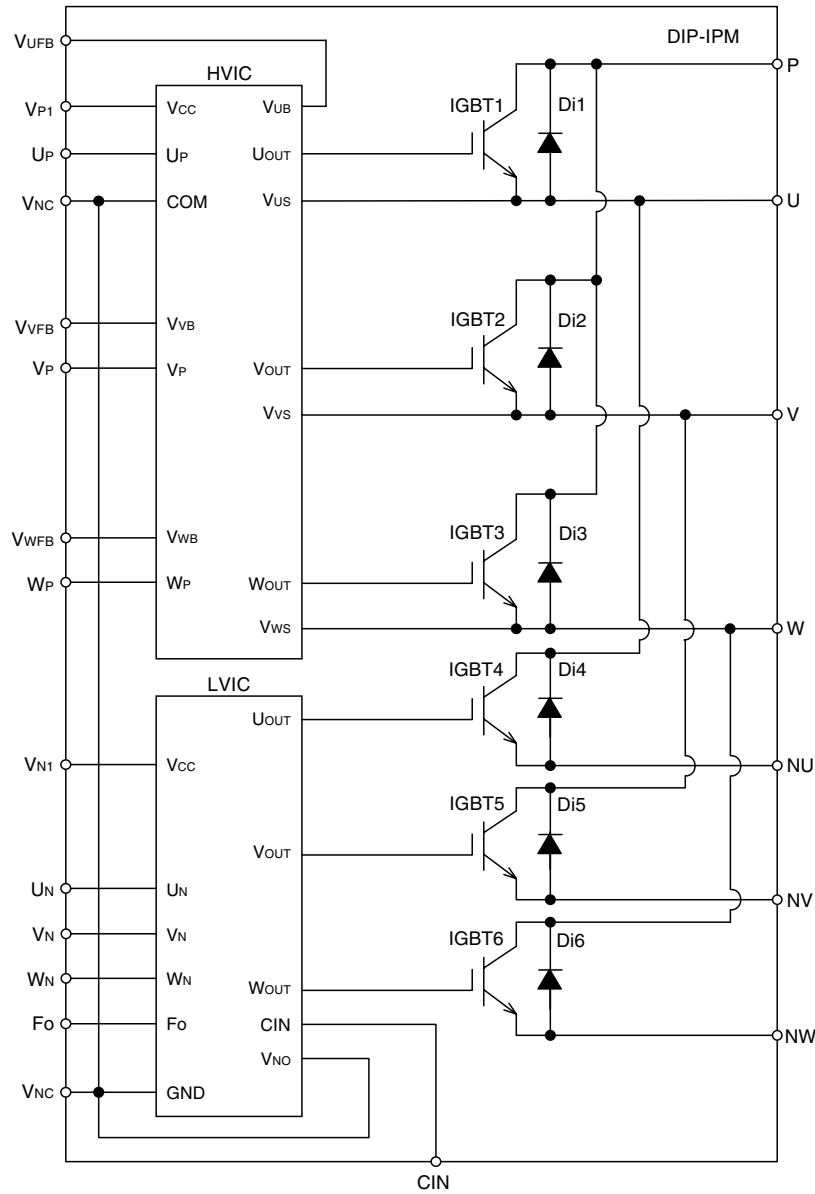 DIP-IPM
VUFB
HVIC
P
IGBT1
Di1
VP1
VCC
VUB
UP
UP
UOUT
VNC
COM
VUS
U
IGBT2
Di2
VVFB
VVB
VP
VP
VOUT
VVS
V
IGBT3
Di3
VWFB
VWB
WP
WP
WOUT
VWS
W
LVIC
IGBT4
Di4
UOUT
VN1
VCC
NU
IGBT5
Di5
VOUT
UN
UN
NV
VN
VN
IGBT6
Di6
WN
WN
WOUT
Fo
Fo
CIN
NW
VNO
VNC
GND
CIN